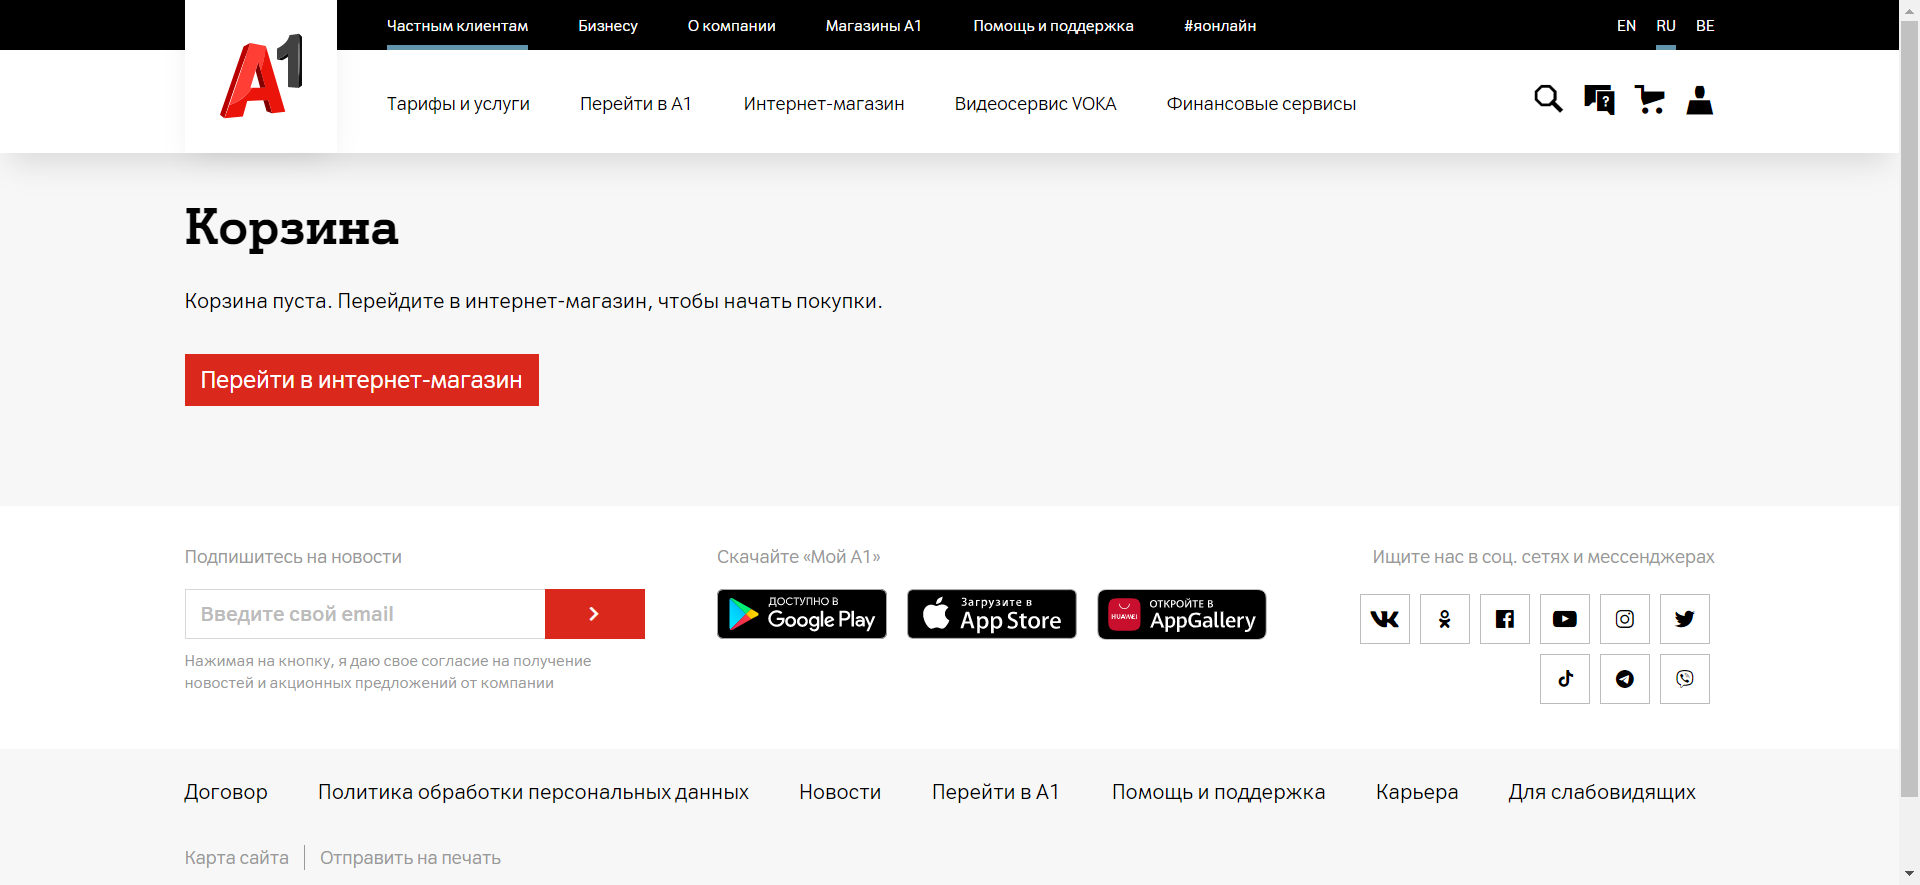 Частным клиентам Бизнесу О компании Магазины А1 Помощь и поддержка #яонлайн EN RU BE
A1
Тарифы и услуги Перейти в А1 Интернет-магазин Видеосервис VOKA Финансовые сервисы
?
Корзина
Корзина пуста. Перейдите в интернет-магазин, чтобы начать покупки.
Перейти в интернет-магазин
Подпишитесь на новости
Введите свой email
Нажимая на кнопку, я даю свое согласие на получение
новостей и акционных предложений от компании
Скачайте «Мой А1»
ДОСТУПНО В
Google Play
Загрузите в
App Store
HUAWEI
ОТКРОЙТЕ В
AppGallery
Ищите нас в соц. сетях и мессенджерах
Договор Политика обработки персональных данных Новости Перейти в А1 Помощь и поддержка Карьера Для слабовидящих
Карта сайта Отправить на печать